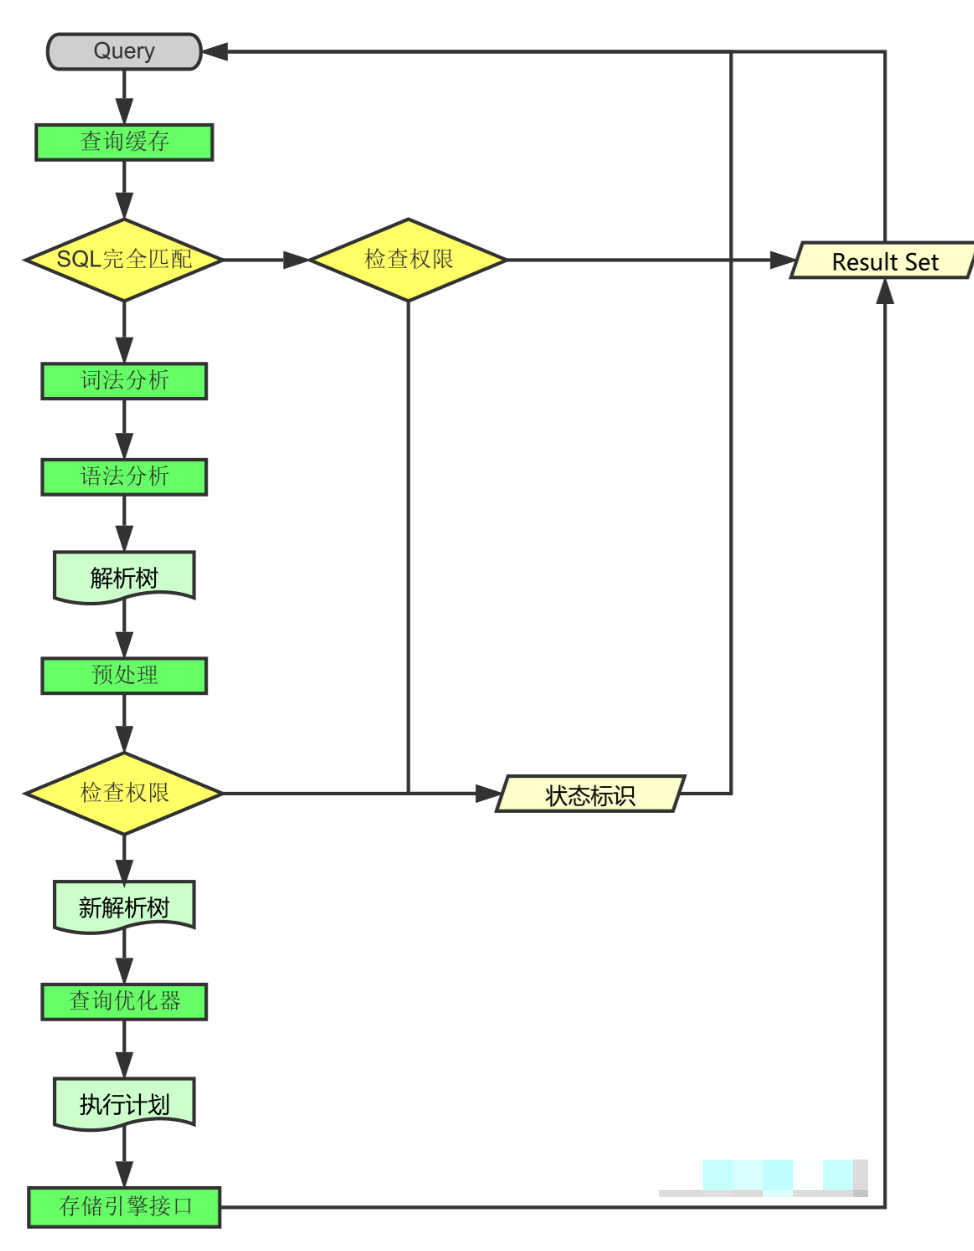 Query
查询缓存
SQL完全匹配
检查权限
Result Set
词法分析
语法分析
解析树
预处理
检查权限
状态标识
新解析树
查询优化器
执行计划
存储引擎接口